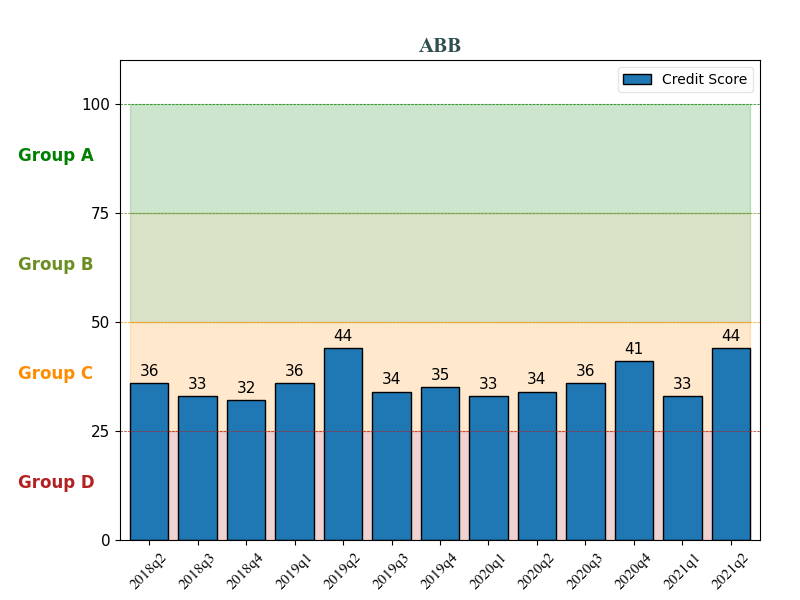 ABB
Credit Score
100
Group A
75
Group B
50
44 44
41
36 36 36
Group C
35
34 34
33 33 33
32
25
Group D
0
2018q2 2018q3 2018q4 2019q1 2019q2 2019q3 2019q4 2020q1 2020q2 2020q3 2020q4 2021q1 2021q2